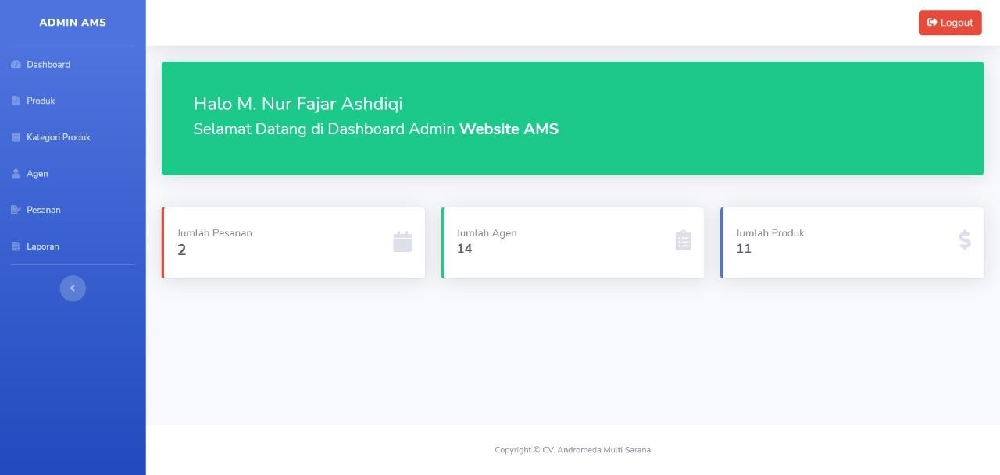 ADMIN AMS
Logout
Dashboard
Produk
Kategori Produk
Agen
Pesanan
Laporan
Halo M. Nur Fajar Ashdiqi
Selamat Datang di Dashboard Admin Website AMS
Jumlah Pesanan
2
Jumlah Agen
14
Jumlah Produk
11
Copyright © CV. Andromeda Multi Sarana